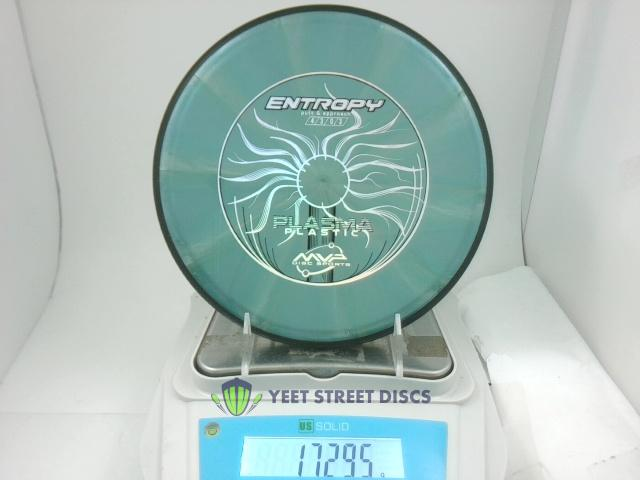 ENTROPY
putt & approach
PLASMA
PLASTIC
MVP
DISC SPORTS
YEET STREET DISCS
US SOLID
172.95 g